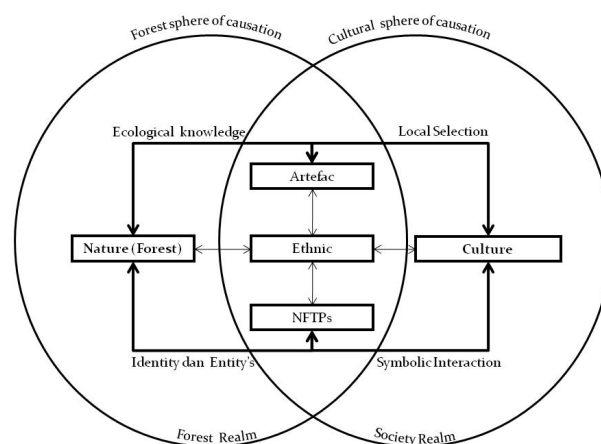 Forest sphere of causation
Cultural sphere of causation
Ecological knowledge
Local Selection
Artefac
Nature (Forest)
Ethnic
Culture
NFTPs
Identity dan Entity's
Symbolic Interaction
Forest Realm
Society Realm